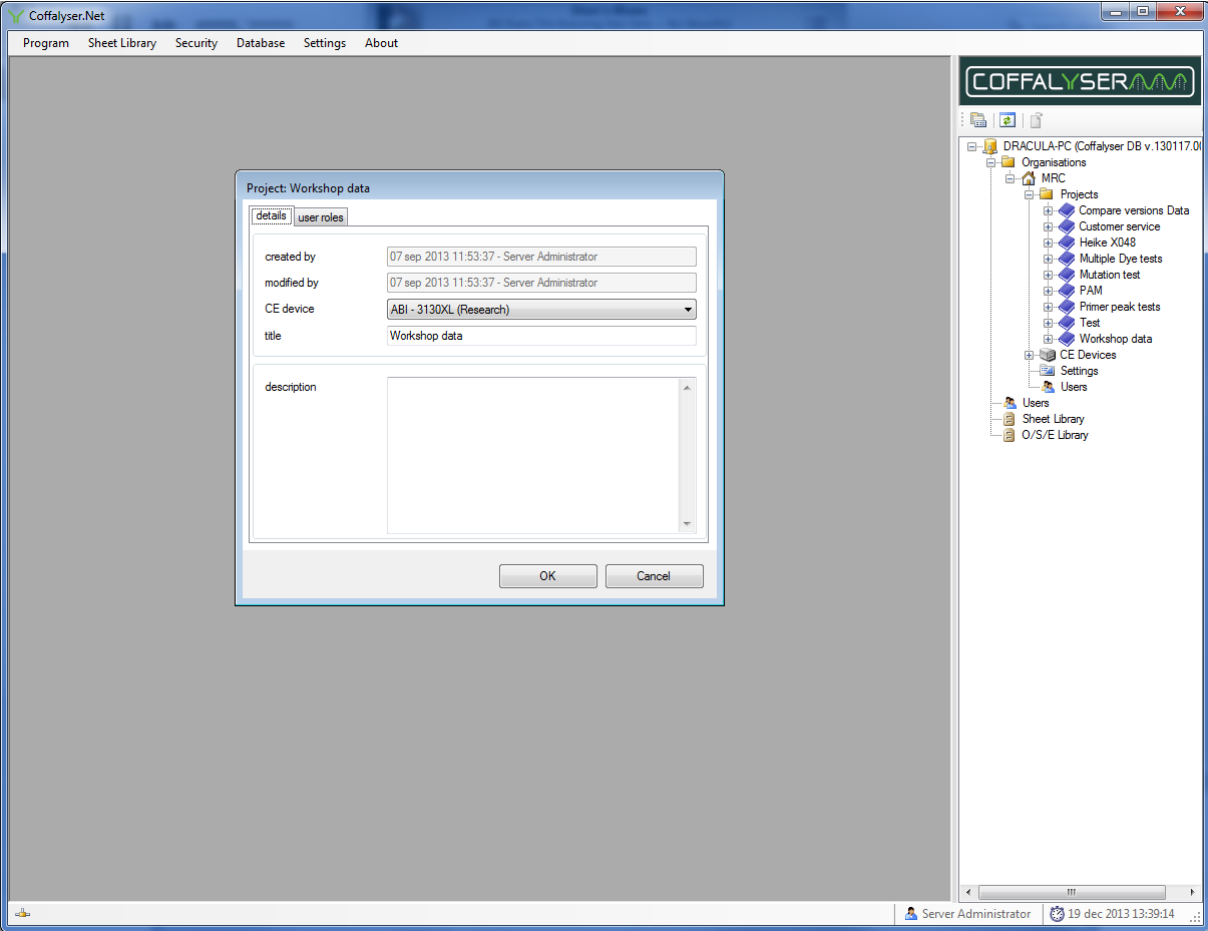 Coffalyser.Net
Program Sheet Library Security Database Settings About
COFFALYSER
Project: Workshop data
details user roles
created by 07 sep 2013 11:53:37 - Server Administrator
modified by 07 sep 2013 11:53:37 - Server Administrator
CE device ABI - 3130XL (Research)
title Workshop data
description
OK Cancel
DRACULA-PC (Coffalyser DB v.130117.0
Organisations
MRC
Projects
Compare versions Data
Customer service
Heike X048
Multiple Dye tests
Mutation test
PAM
Primer peak tests
Test
Workshop data
CE Devices
Settings
Users
Users
Sheet Library
O/S/E Library
Server Administrator 19 dec 2013 13:39:14